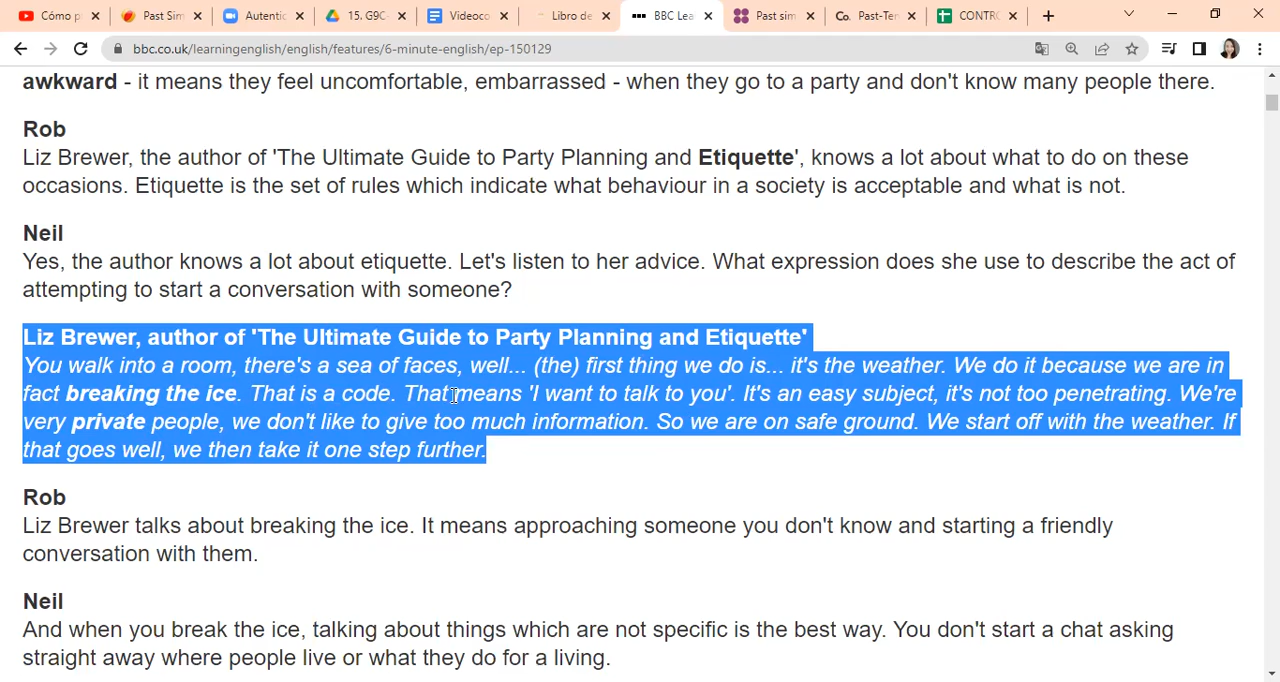 Cómo p
Past Sim
Autentic
15. G9C-
Videoco
Libro de
BBC Lea
Past sim
Past-Ten
CONTRO
bbc.co.uk/learningenglish/english/features/6-minute-english/ep-150129
awkward - it means they feel uncomfortable, embarrassed - when they go to a party and don't know many people there.
Rob
Liz Brewer, the author of 'The Ultimate Guide to Party Planning and Etiquette', knows a lot about what to do on these
occasions. Etiquette is the set of rules which indicate what behaviour in a society is acceptable and what is not.
Neil
Yes, the author knows a lot about etiquette. Let's listen to her advice. What expression does she use to describe the act of
attempting to start a conversation with someone?
Liz Brewer, author of 'The Ultimate Guide to Party Planning and Etiquette'
You walk into a room, there's a sea of faces, well... (the) first thing we do is... it's the weather. We do it because we are in
fact breaking the ice. That is a code. That means 'I want to talk to you'. It's an easy subject, it's not too penetrating. We're
very private people, we don't like to give too much information. So we are on safe ground. We start off with the weather. If
that goes well, we then take it one step further.
Rob
Liz Brewer talks about breaking the ice. It means approaching someone you don't know and starting a friendly
conversation with them.
Neil
And when you break the ice, talking about things which are not specific is the best way. You don't start a chat asking
straight away where people live or what they do for a living.